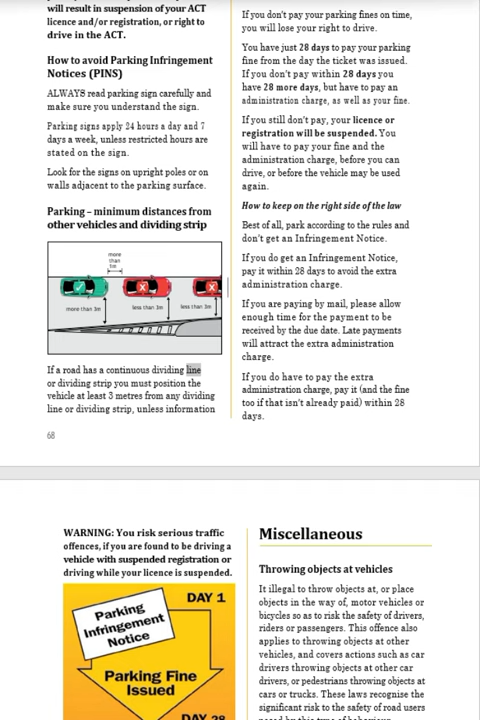 will result in suspension of your ACT
licence and/or registration, or right to
drive in the ACT.
How to avoid Parking Infringement
Notices (PINS)
ALWAYS read parking sign carefully and
make sure you understand the sign.
Parking signs apply 24 hours a day and 7
days a week, unless restricted hours are
stated on the sign.
Look for the signs on upright poles or on
walls adjacent to the parking surface.
Parking – minimum distances from
other vehicles and dividing strip
more
than
1m
more than 3m
less than 3m
less than 3m
If a road has a continuous dividing line
or dividing strip you must position the
vehicle at least 3 metres from any dividing
line or dividing strip, unless information
68
If you don't pay your parking fines on time,
you will lose your right to drive.
You have just 28 days to pay your parking
fine from the day the ticket was issued.
If you don't pay within 28 days you
have 28 more days, but have to pay an
administration charge, as well as your fine.
If you still don't pay, your licence or
registration will be suspended. You
will have to pay your fine and the
administration charge, before you can
drive, or before the vehicle may be used
again.
How to keep on the right side of the law
Best of all, park according to the rules and
don't get an Infringement Notice.
If you do get an Infringement Notice,
pay it within 28 days to avoid the extra
administration charge.
If you are paying by mail, please allow
enough time for the payment to be
received by the due date. Late payments
will attract the extra administration
charge.
If you do have to pay the extra
administration charge, pay it (and the fine
too if that isn't already paid) within 28
days.
WARNING: You risk serious traffic
offences, if you are found to be driving a
vehicle with suspended registration or
driving while your licence is suspended.
DAY 1
Parking
Infringement
Notice
Parking Fine
Issued
DAY 28
Miscellaneous
Throwing objects at vehicles
It illegal to throw objects at, or place
objects in the way of, motor vehicles or
bicycles so as to risk the safety of drivers,
riders or passengers. This offence also
applies to throwing objects at other
vehicles, and covers actions such as car
drivers throwing objects at other car
drivers, or pedestrians throwing objects at
cars or trucks. These laws recognise the
significant risk to the safety of road users